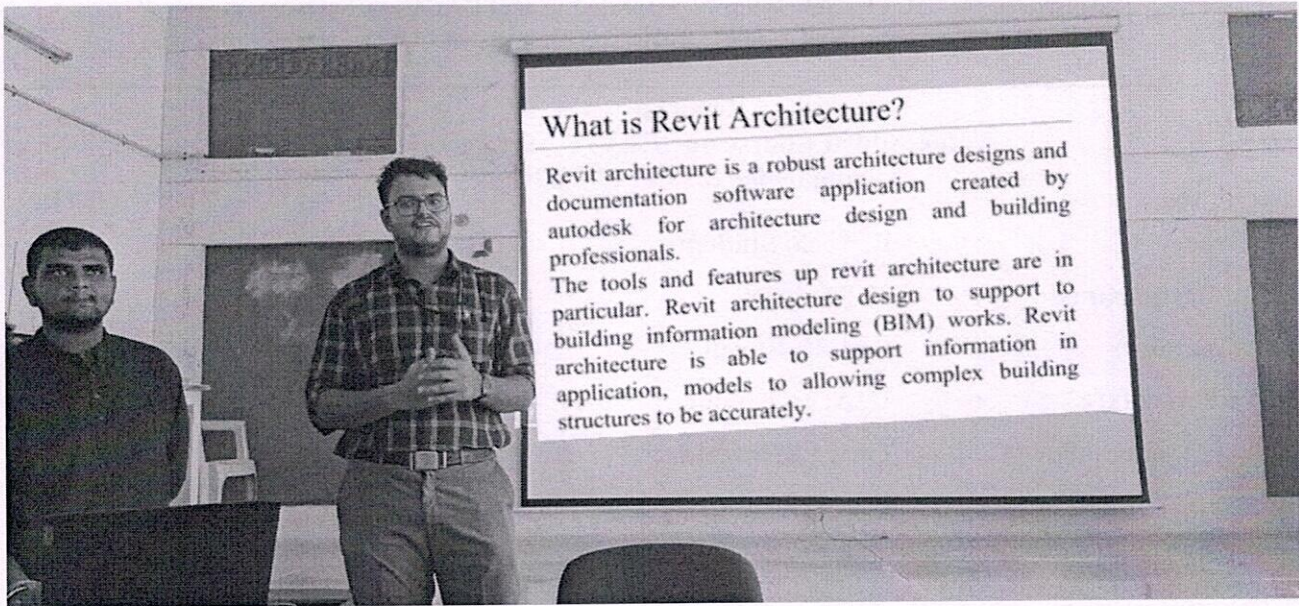 What is Revit Architecture?
Revit architecture is a robust architecture designs and
documentation software application created by
autodesk for architecture design and building
professionals.
The tools and features up revit architecture are in
particular. Revit architecture design to support to
building information modeling (BIM) works. Revit
architecture is able to support information in
application, models to allowing complex building
structures to be accurately.